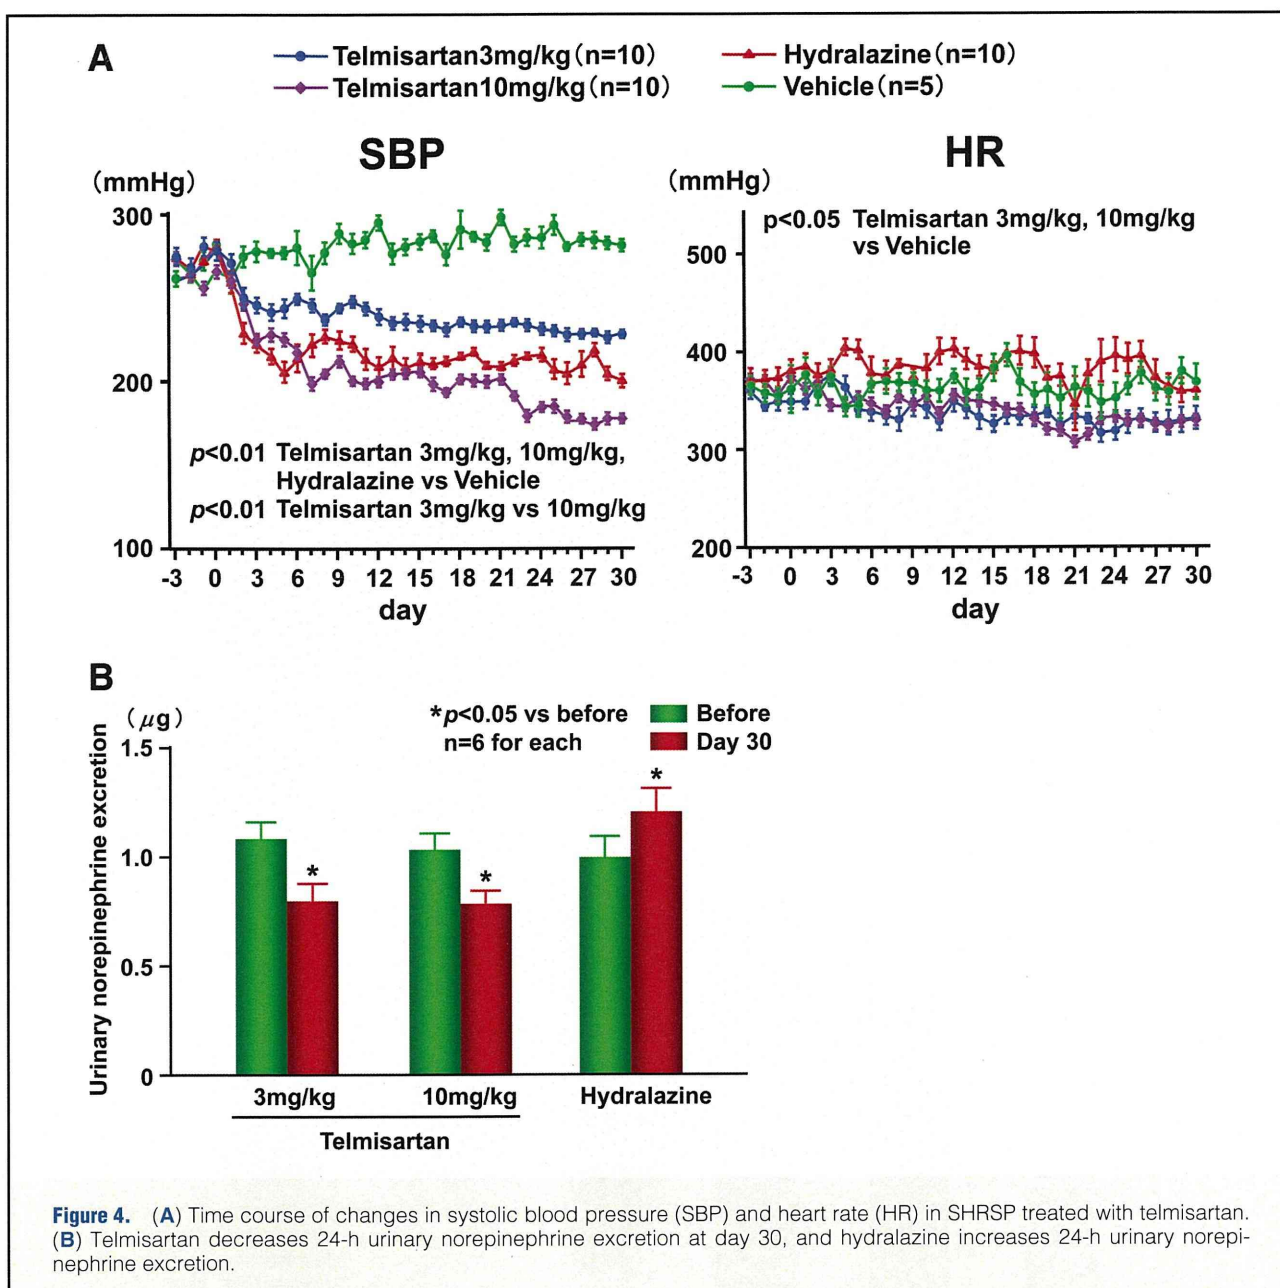 A
Telmisartan3mg/kg(n=10)
Hydralazine(n=10)
Telmisartan10mg/kg(n=10)
Vehicle(n=5)
SBP
HR
(mmHg)
(mmHg)
300
200
100
p<0.01 Telmisartan 3mg/kg, 10mg/kg,
Hydralazine vs Vehicle
p<0.01 Telmisartan 3mg/kg vs 10mg/kg
-3 0 3 6 9 12 15 18 21 24 27 30
day
p<0.05 Telmisartan 3mg/kg, 10mg/kg
vs Vehicle
500
400
300
200
-3 0 3 6 9 12 15 18 21 24 27 30
day
B
(μg)
Urinary norepinephrine excretion
*p<0.05 vs before
n=6 for each
Before
Day 30
1.5
1.0
0.5
0
*
*
*
3mg/kg 10mg/kg Hydralazine
Telmisartan
Figure 4. (A) Time course of changes in systolic blood pressure (SBP) and heart rate (HR) in SHRSP treated with telmisartan.
(B) Telmisartan decreases 24-h urinary norepinephrine excretion at day 30, and hydralazine increases 24-h urinary norepi-
nephrine excretion.